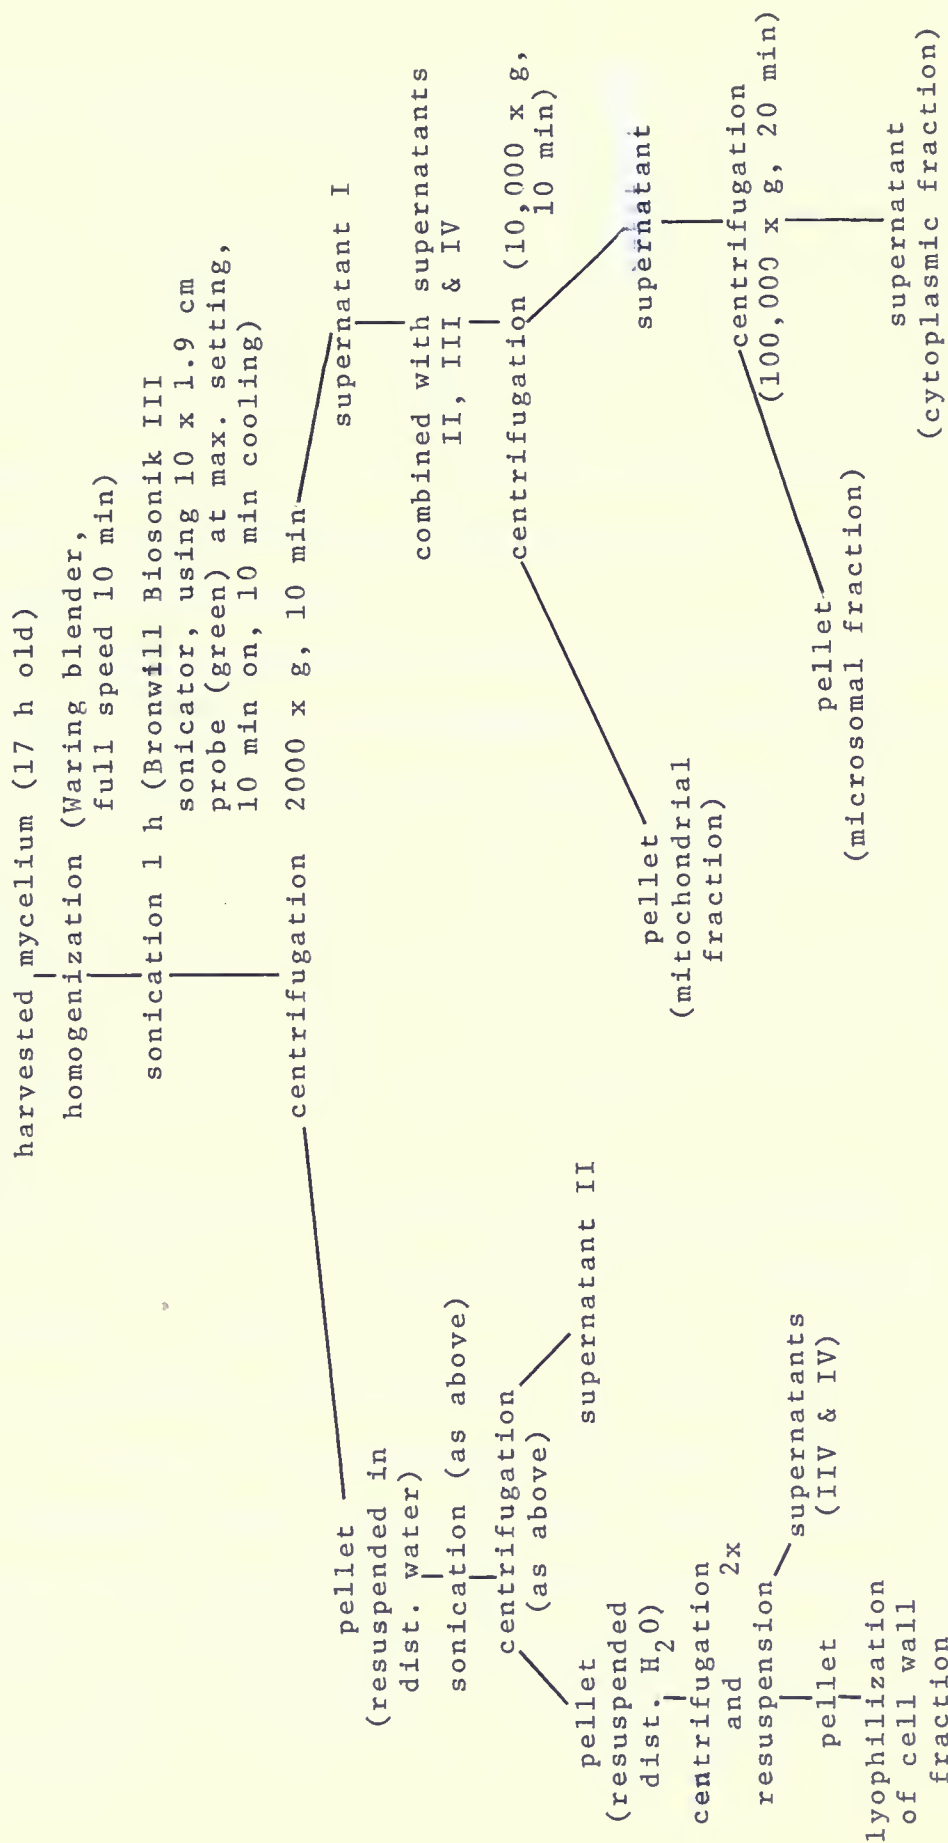 harvested mycelium (17 h old)
homogenization (Waring blender,
full speed 10 min)
sonication 1 h (Bronwill Biosonik III
sonicator, using 10 x 1.9 cm
probe (green) at max. setting,
10 min on, 10 min cooling)
centrifugation 2000 x g, 10 min
pellet
(resuspended in
dist. water)
sonication (as above)
centrifugation
(as above)
supernatant II
pellet
(resuspended
dist. H₂O)
centrifugation
and 2x
resuspension
supernatants
(IIV & IV)
pellet
lyophilization
of cell wall
fraction
supernatant I
combined with supernatants
II, III & IV
centrifugation (10,000 x g,
10 min)
pellet
(mitochondrial
fraction)
supernatant
centrifugation
(100,000 x g, 20 min)
pellet
(microsomal fraction)
supernatant
(cytoplasmic fraction)